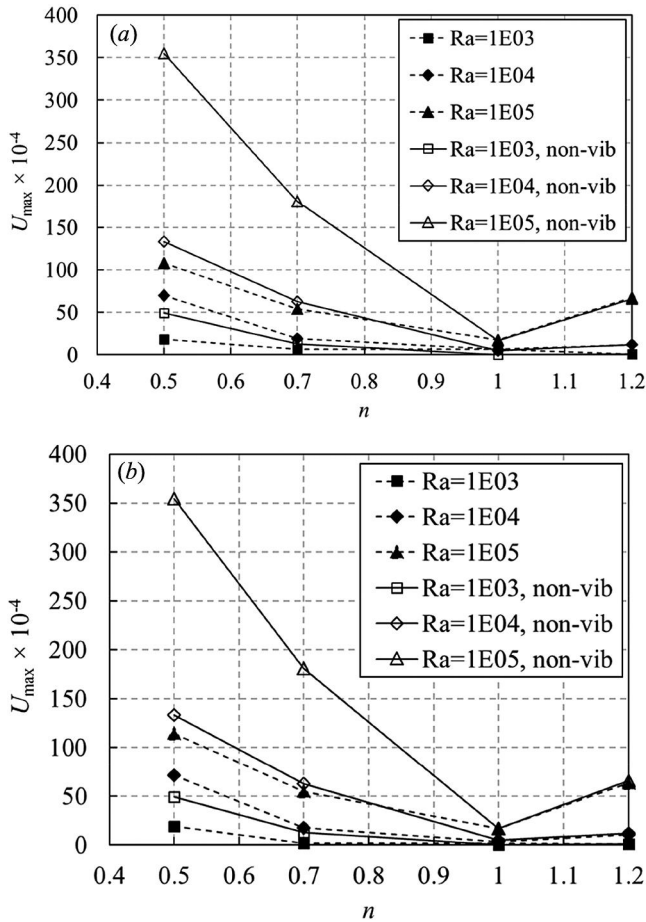 (a)
400
350
300
250
200
150
100
50
0
U_max × 10^-4
Ra=1E03
Ra=1E04
Ra=1E05
Ra=1E03, non-vib
Ra=1E04, non-vib
Ra=1E05, non-vib
0.4 0.5 0.6 0.7 0.8 0.9 1 1.1 1.2
n
(b)
400
350
300
250
200
150
100
50
0
U_max × 10^-4
Ra=1E03
Ra=1E04
Ra=1E05
Ra=1E03, non-vib
Ra=1E04, non-vib
Ra=1E05, non-vib
0.4 0.5 0.6 0.7 0.8 0.9 1 1.1 1.2
n